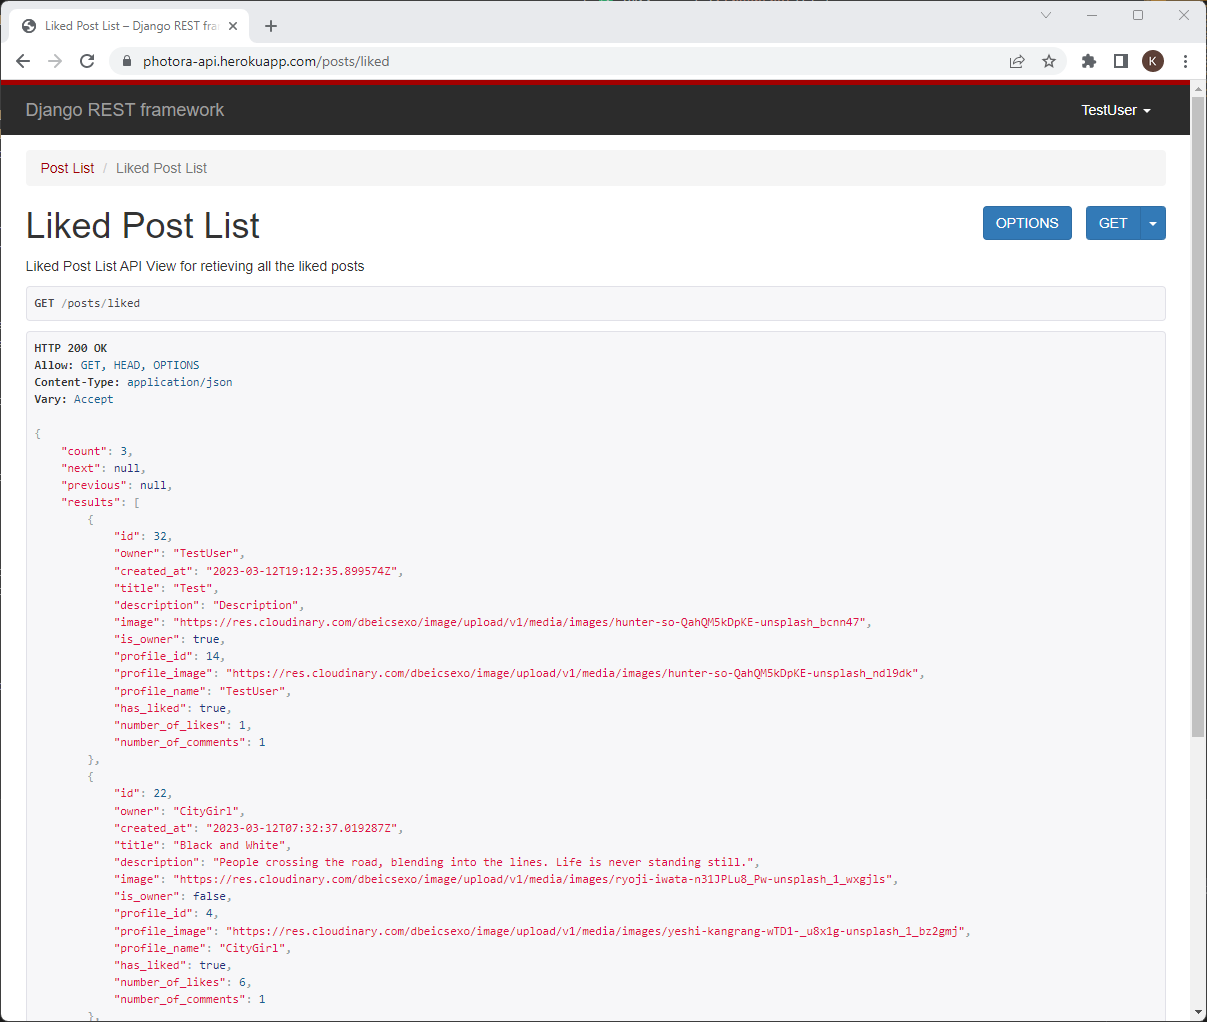 Liked Post List – Django REST fra
photora-api.herokuapp.com/posts/liked
K
Django REST framework
TestUser
Post List / Liked Post List
Liked Post List
OPTIONS
GET
Liked Post List API View for retieving all the liked posts
GET /posts/liked
HTTP 200 OK
Allow: GET, HEAD, OPTIONS
Content-Type: application/json
Vary: Accept
{
"count": 3,
"next": null,
"previous": null,
"results": [
{
"id": 32,
"owner": "TestUser",
"created_at": "2023-03-12T19:12:35.899574Z",
"title": "Test",
"description": "Description",
"image": "https://res.cloudinary.com/dbeicsexo/image/upload/v1/media/images/hunter-so-QahQM5kDpKE-unsplash_bcnn47",
"is_owner": true,
"profile_id": 14,
"profile_image": "https://res.cloudinary.com/dbeicsexo/image/upload/v1/media/images/hunter-so-QahQM5kDpKE-unsplash_ndl9dk",
"profile_name": "TestUser",
"has_liked": true,
"number_of_likes": 1,
"number_of_comments": 1
},
{
"id": 22,
"owner": "CityGirl",
"created_at": "2023-03-12T07:32:37.019287Z",
"title": "Black and White",
"description": "People crossing the road, blending into the lines. Life is never standing still.",
"image": "https://res.cloudinary.com/dbeicsexo/image/upload/v1/media/images/ryoji-iwata-n31JPLu8_Pw-unsplash_1_wxgjls",
"is_owner": false,
"profile_id": 4,
"profile_image": "https://res.cloudinary.com/dbeicsexo/image/upload/v1/media/images/yeshi-kangrang-wTD1-_u8x1g-unsplash_1_bz2gmj",
"profile_name": "CityGirl",
"has_liked": true,
"number_of_likes": 6,
"number_of_comments": 1
},